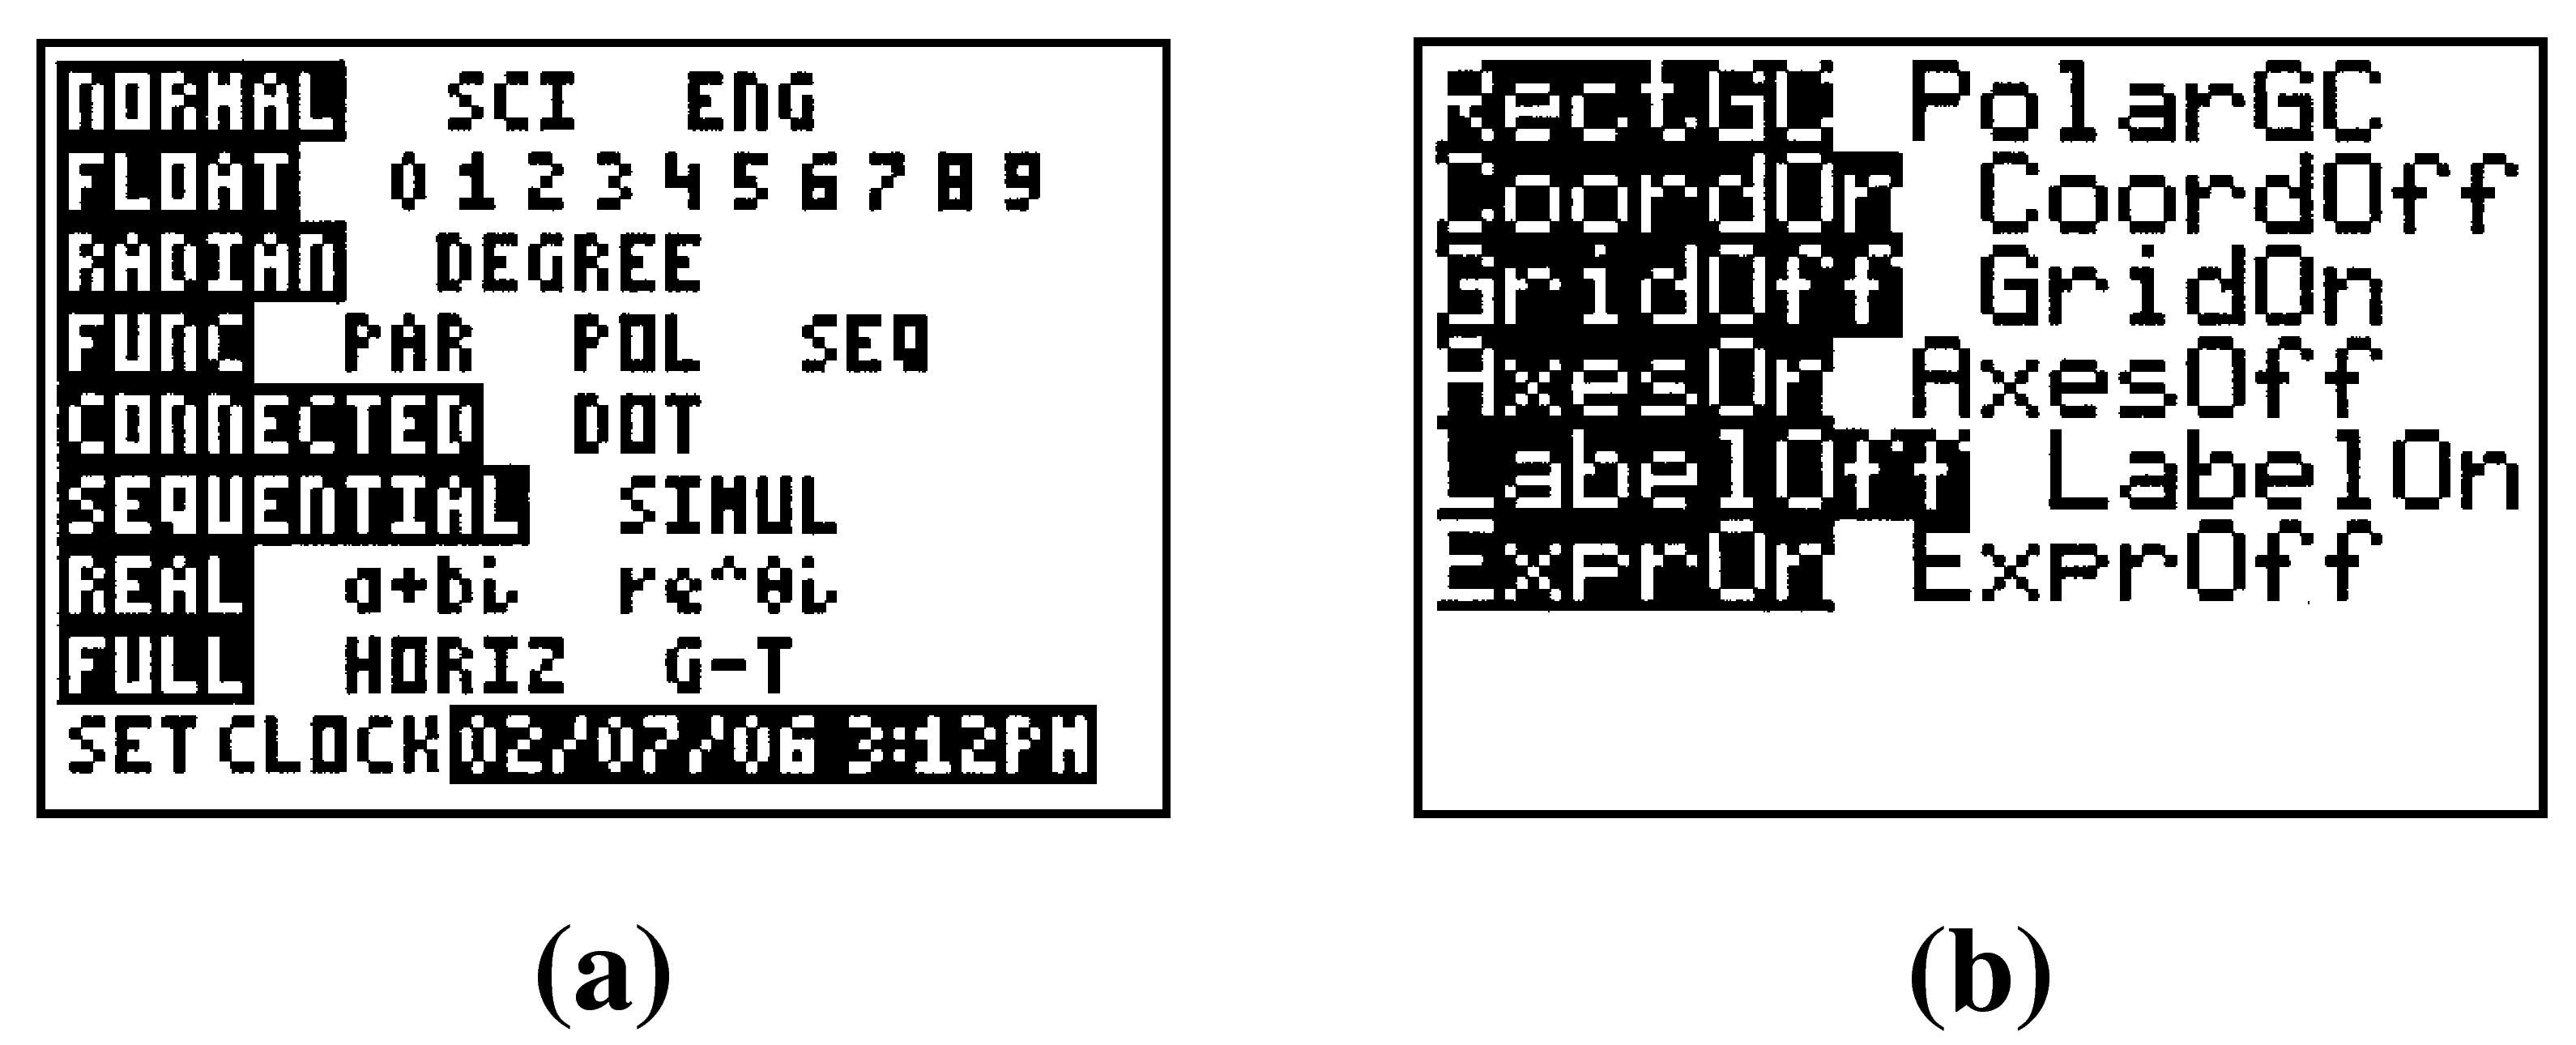 NORMAL SCI ENG
FLOAT 0 1 2 3 4 5 6 7 8 9
RADIAN DEGREE
FUNC PAR POL SEQ
CONNECTED DOT
SEQUENTIAL SIMUL
REAL a+bi re^θi
FULL HORIZ G-T
SET CLOCK 02/07/06 3:12PM
(a)
RectGC PolarGC
CoordOn CoordOff
GridOff GridOn
AxesOn AxesOff
LabelOff LabelOn
ExprOn ExprOff
(b)